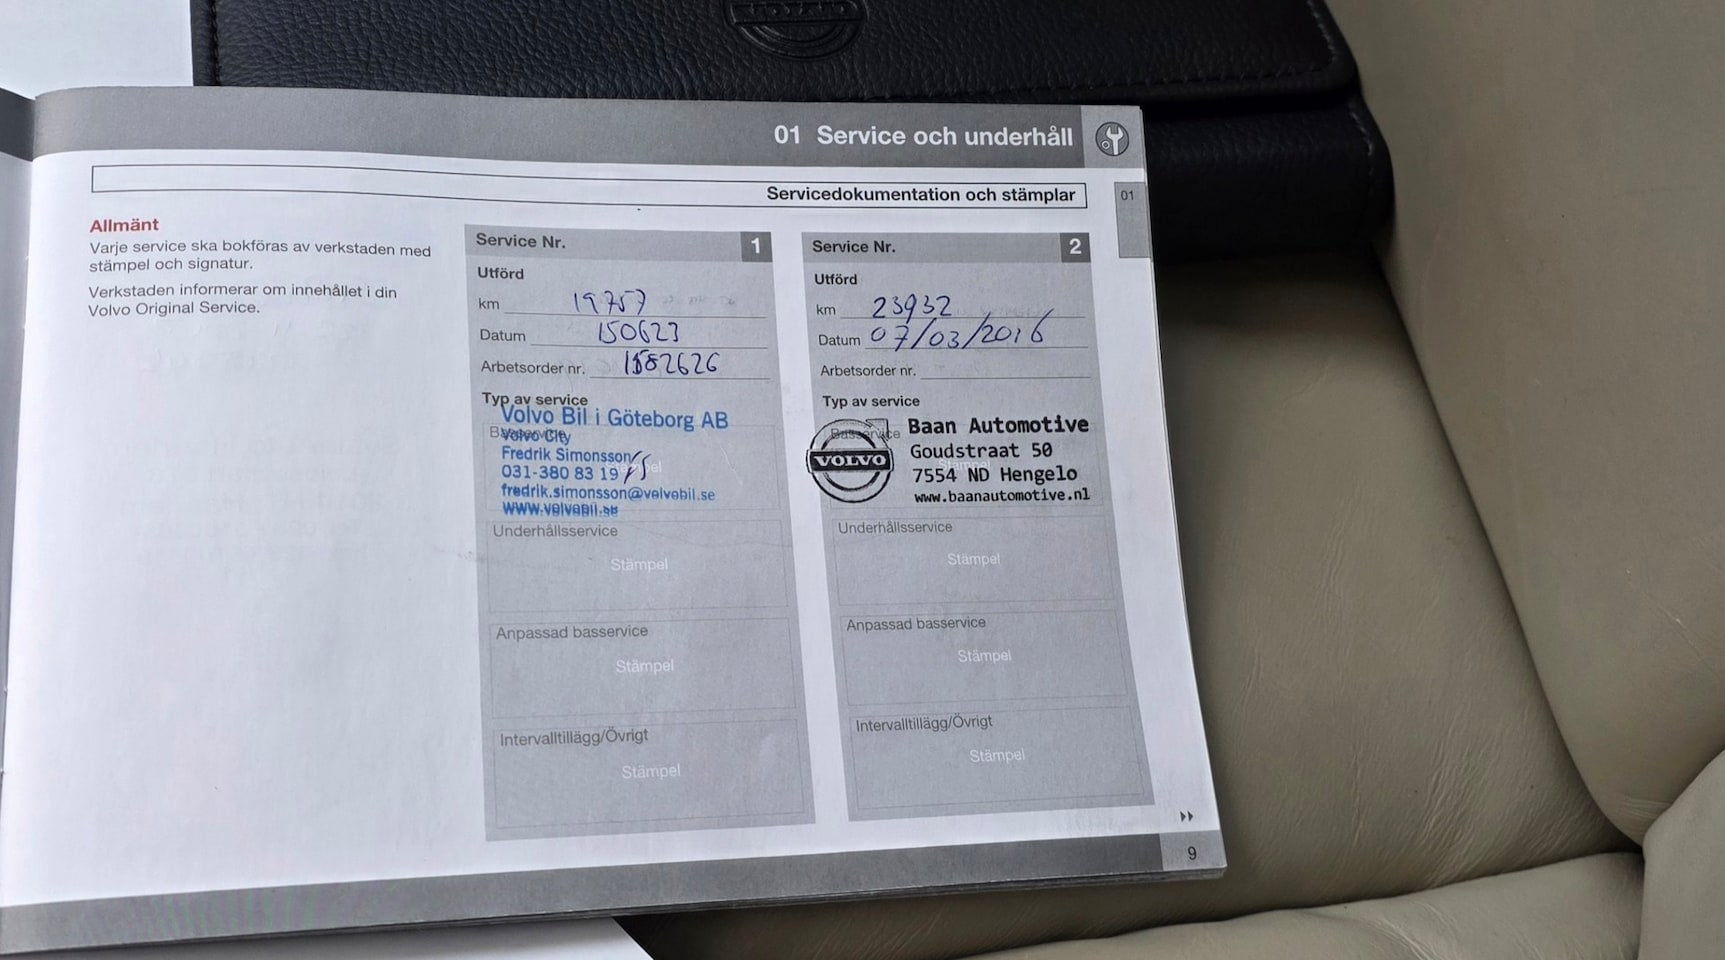 01 Service och underhåll
Servicedokumentation och stämplar
01
Allmänt
Varje service ska bokföras av verkstaden med
stämpel och signatur.
Verkstaden informerar om innehållet i din
Volvo Original Service.
Service Nr. 1
Utförd
km 19757
Datum 150623
Arbetsorder nr. 1582626
Typ av service
Basservice
Volvo Bil i Göteborg AB
Volvo City
Fredrik Simonsson
031-380 83 19
fredrik.simonsson@volvobil.se
www.volvobil.se
Underhållsservice
Stämpel
Anpassad basservice
Stämpel
Intervalltillägg/Övrigt
Stämpel
Service Nr. 2
Utförd
km 23932
Datum 07/03/2016
Arbetsorder nr.
Typ av service
Basservice
Stämpel
VOLVO
Baan Automotive
Goudstraat 50
7554 ND Hengelo
www.baanautomotive.nl
Underhållsservice
Stämpel
Anpassad basservice
Stämpel
Intervalltillägg/Övrigt
Stämpel
9